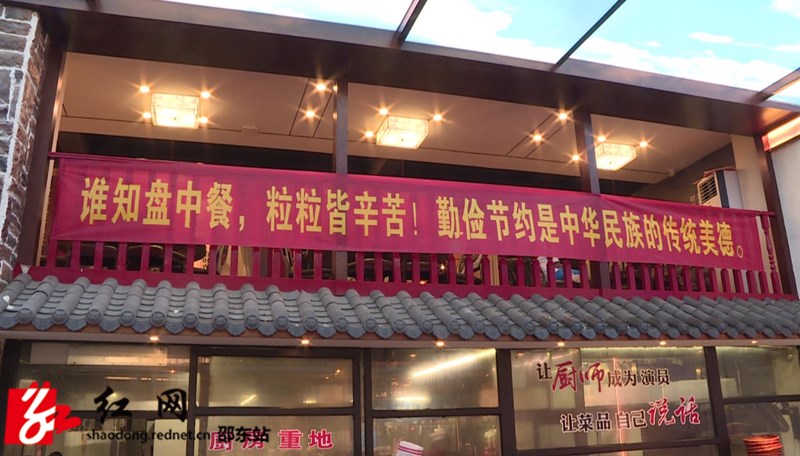 谁知盘中餐，粒粒皆辛苦！勤俭节约是中华民族的传统美德。
让厨师成为演员
让菜品自己说话
厨房重地
红网
shaodong.rednet.cn 邵东站